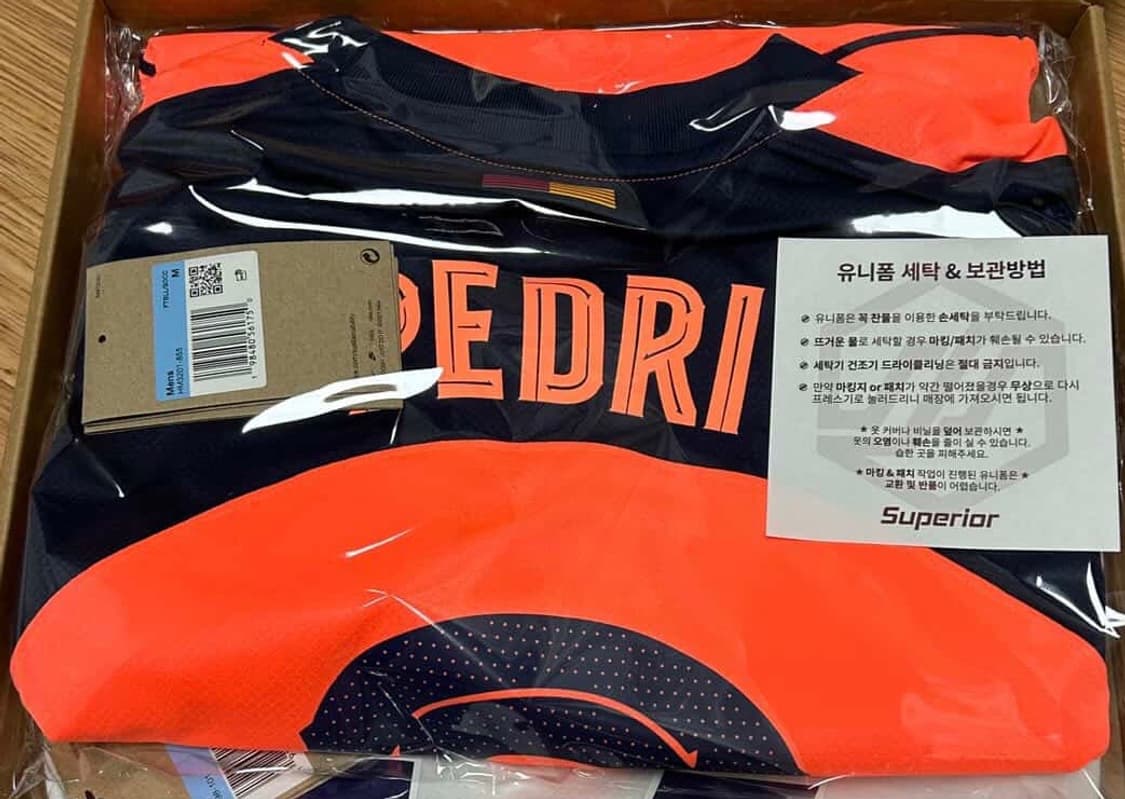 PEDRI
Mens
HM3201-855
FTBLL/SOCC
M
유니폼 세탁 & 보관방법
유니폼은 꼭 찬물을 이용한 손세탁을 부탁드립니다.
뜨거운 물로 세탁할 경우 마킹/패치가 훼손될 수 있습니다.
세탁기 건조기 드라이클리닝은 절대 금지입니다.
만약 마킹지 or 패치가 약간 떨어졌을경우 무상으로 다시
프레스기로 눌러드리니 매장에 가져오시면 됩니다.
★ 옷 커버나 비닐을 덮어 보관하시면 ★
옷의 오염이나 훼손을 줄이 실 수 있습니다.
습한 곳을 피해주세요.
★ 마킹 & 패치 작업이 진행된 유니폼은 ★
교환 및 반품이 어렵습니다.
Superior